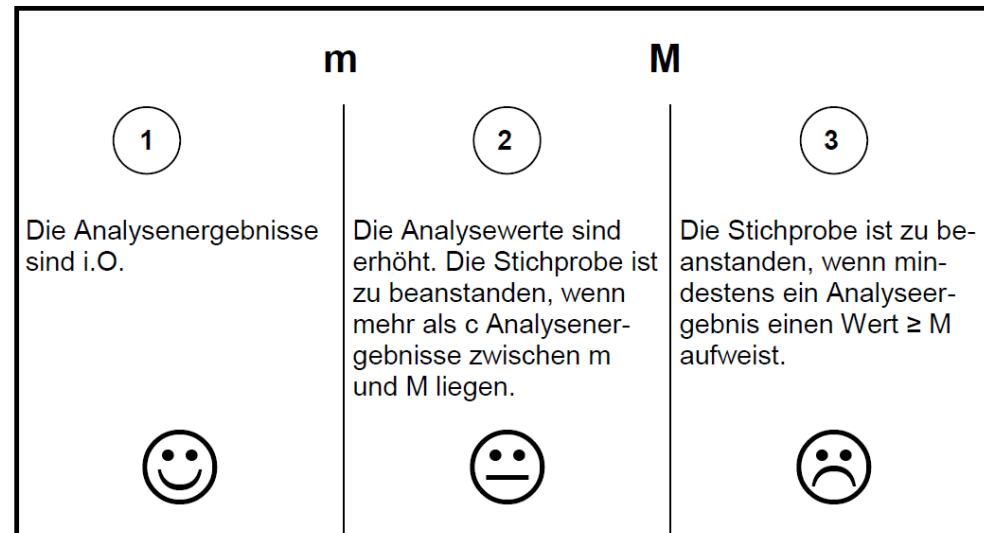 m
M
1
2
3
Die Analysenergebnisse
sind i.O.
Die Analysewerte sind
erhöht. Die Stichprobe ist
zu beanstanden, wenn
mehr als c Analysener-
gebnisse zwischen m
und M liegen.
Die Stichprobe ist zu be-
anstanden, wenn min-
destens ein Analyseer-
gebnis einen Wert ≥ M
aufweist.